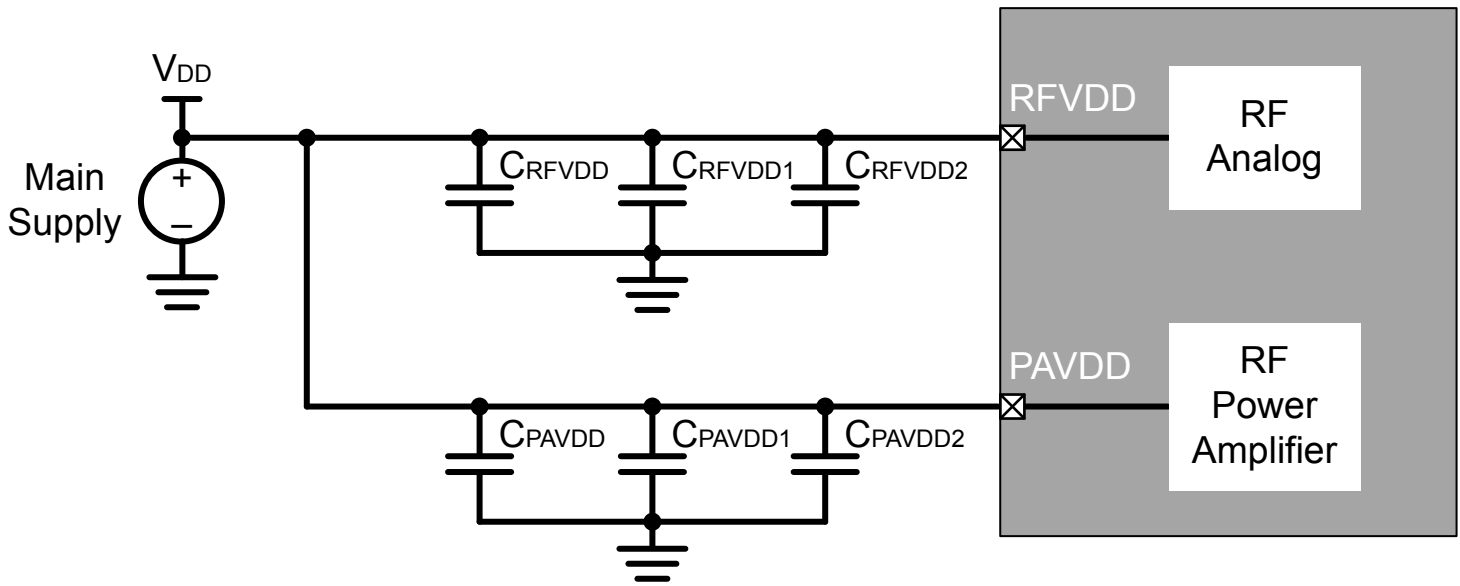 VDD
Main
Supply
+
–
CRFVDD
CRFVDD1
CRFVDD2
RFVDD
RF
Analog
CPAVDD
CPAVDD1
CPAVDD2
PAVDD
RF
Power
Amplifier